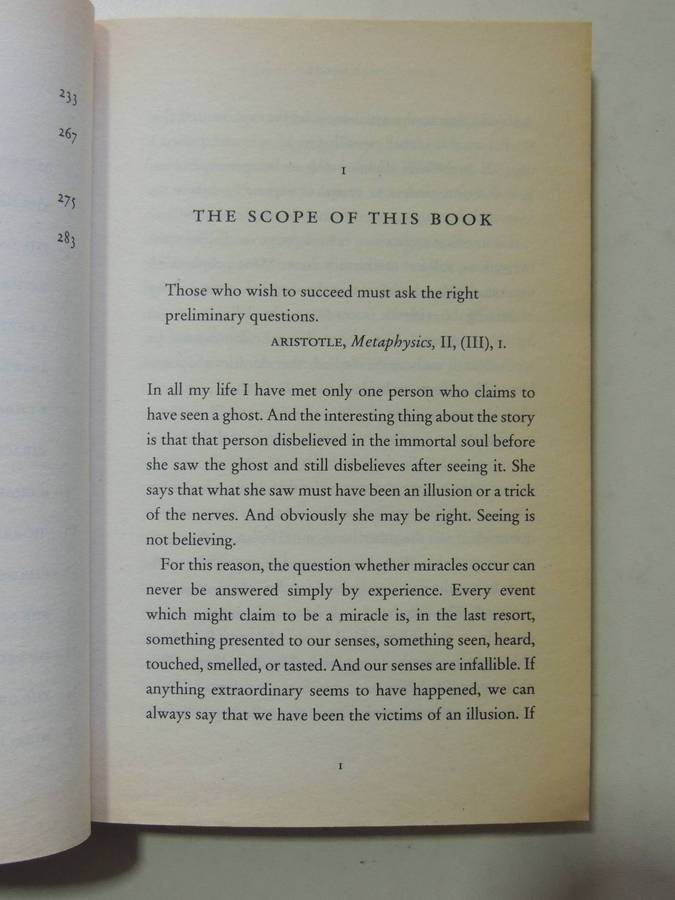 233
267
275
283
1
THE SCOPE OF THIS BOOK
Those who wish to succeed must ask the right
preliminary questions.
ARISTOTLE, Metaphysics, II, (III), 1.
In all my life I have met only one person who claims to
have seen a ghost. And the interesting thing about the story
is that that person disbelieved in the immortal soul before
she saw the ghost and still disbelieves after seeing it. She
says that what she saw must have been an illusion or a trick
of the nerves. And obviously she may be right. Seeing is
not believing.
For this reason, the question whether miracles occur can
never be answered simply by experience. Every event
which might claim to be a miracle is, in the last resort,
something presented to our senses, something seen, heard,
touched, smelled, or tasted. And our senses are infallible. If
anything extraordinary seems to have happened, we can
always say that we have been the victims of an illusion. If
1